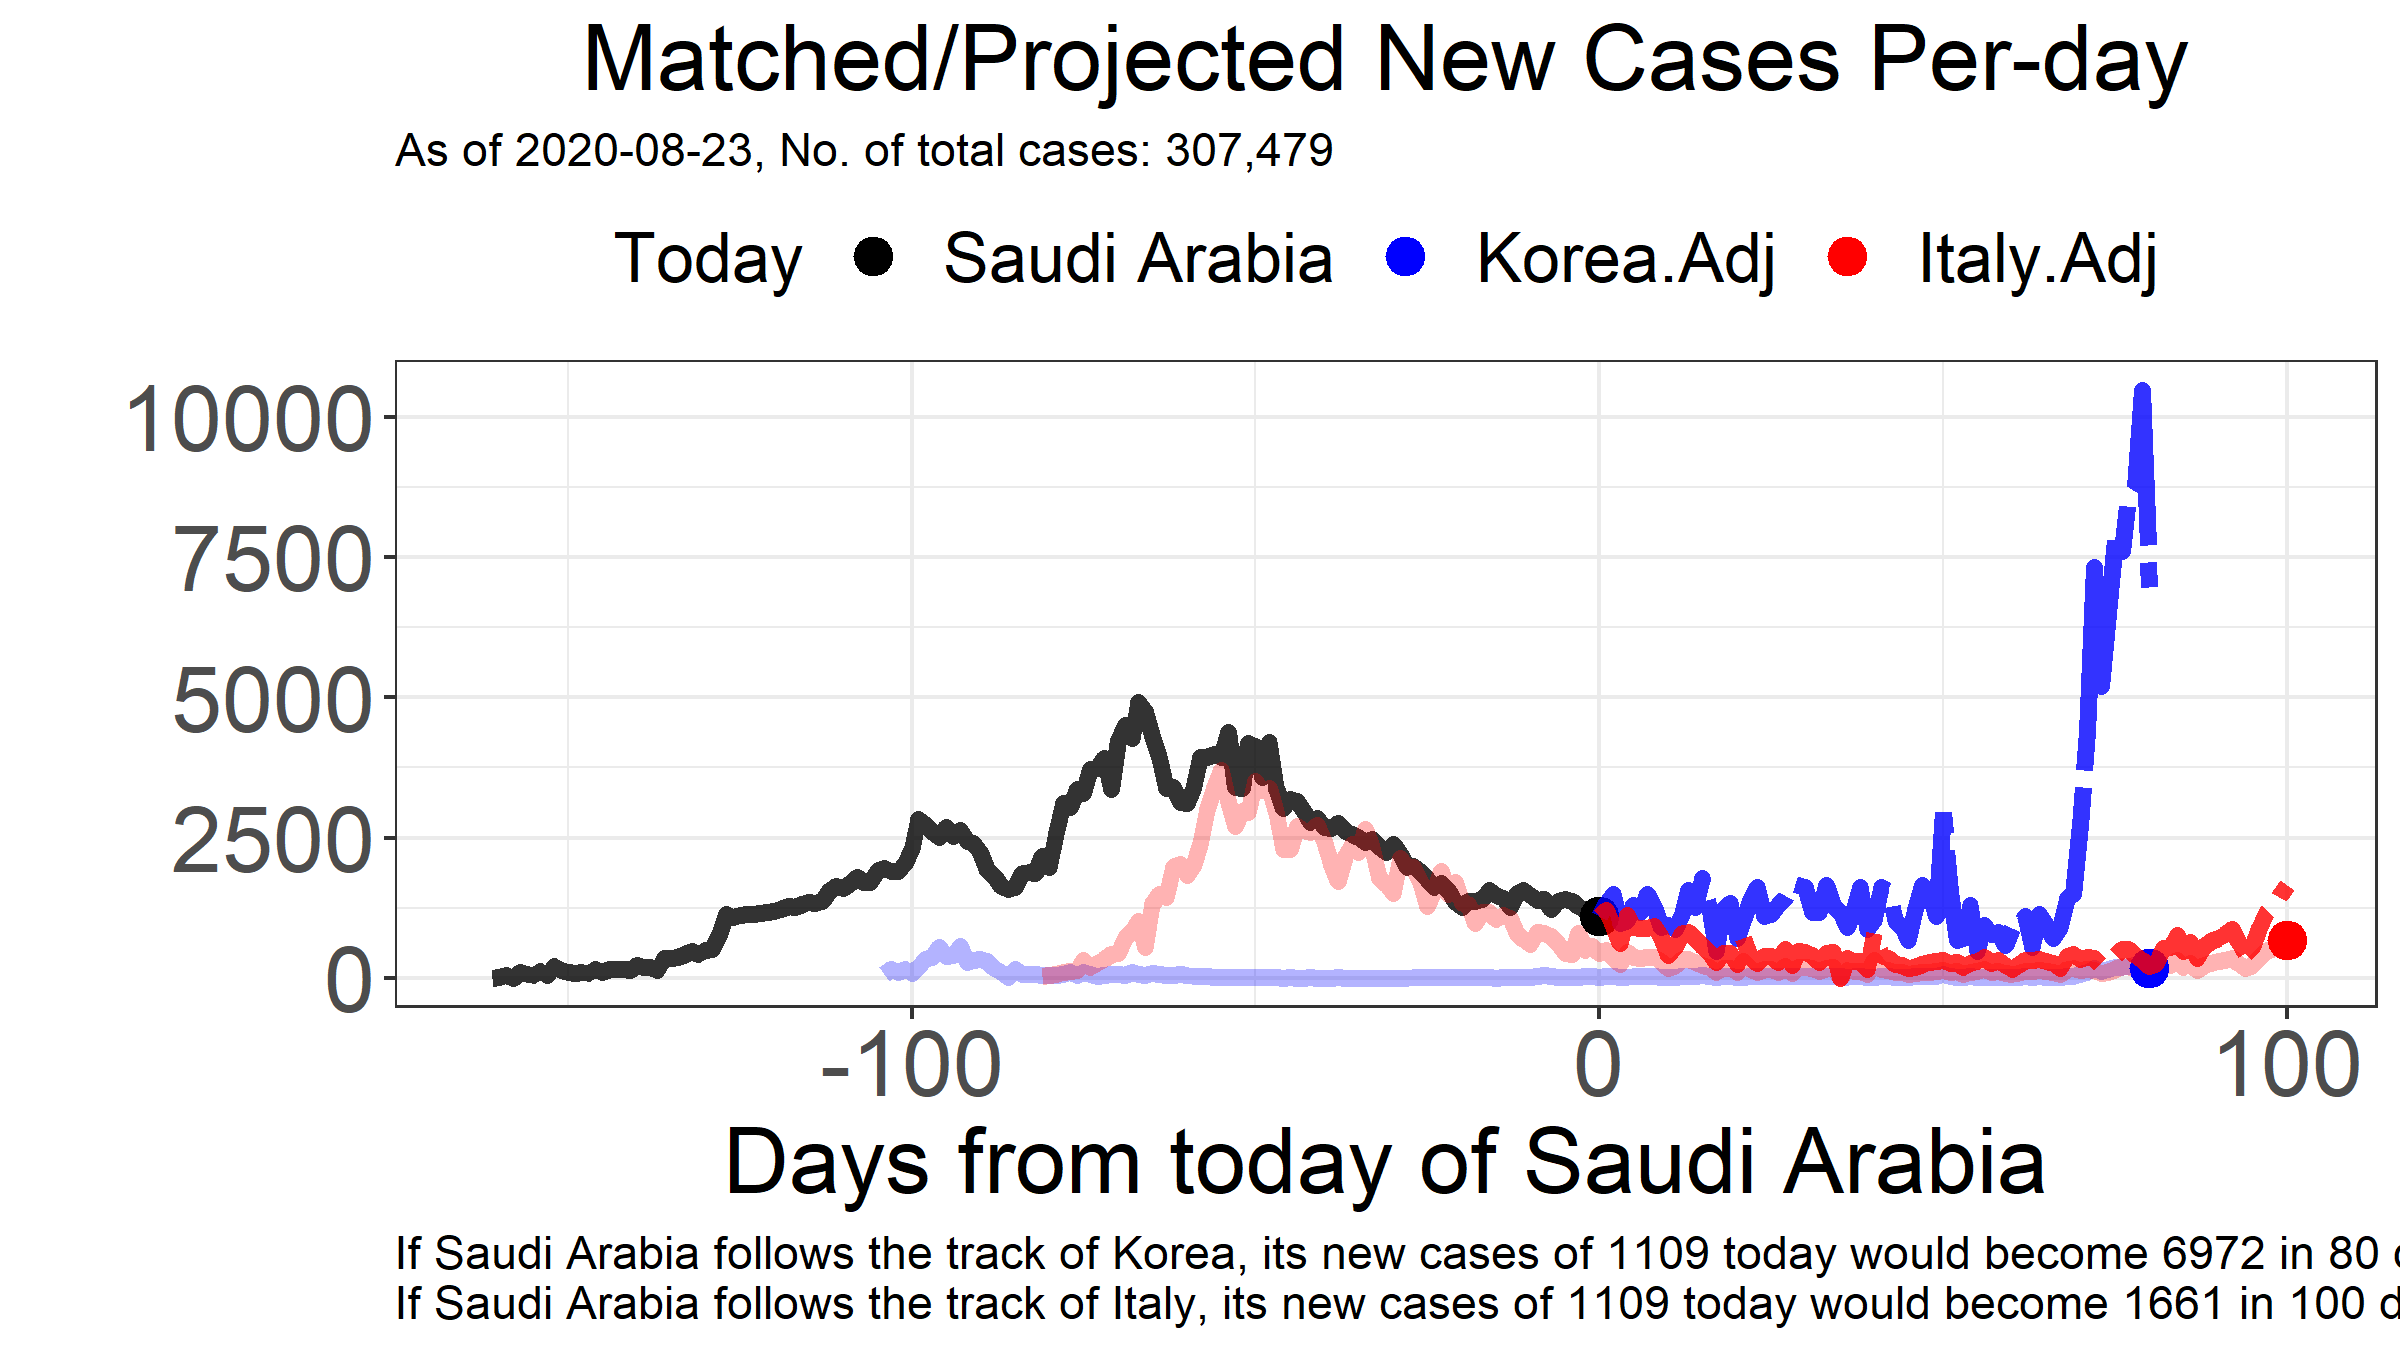 Matched/Projected New Cases Per-day
As of 2020-08-23, No. of total cases: 307,479
Today Saudi Arabia Korea.Adj Italy.Adj
10000
7500
5000
2500
0
-100 0 100
Days from today of Saudi Arabia
If Saudi Arabia follows the track of Korea, its new cases of 1109 today would become 6972 in 80
If Saudi Arabia follows the track of Italy, its new cases of 1109 today would become 1661 in 100